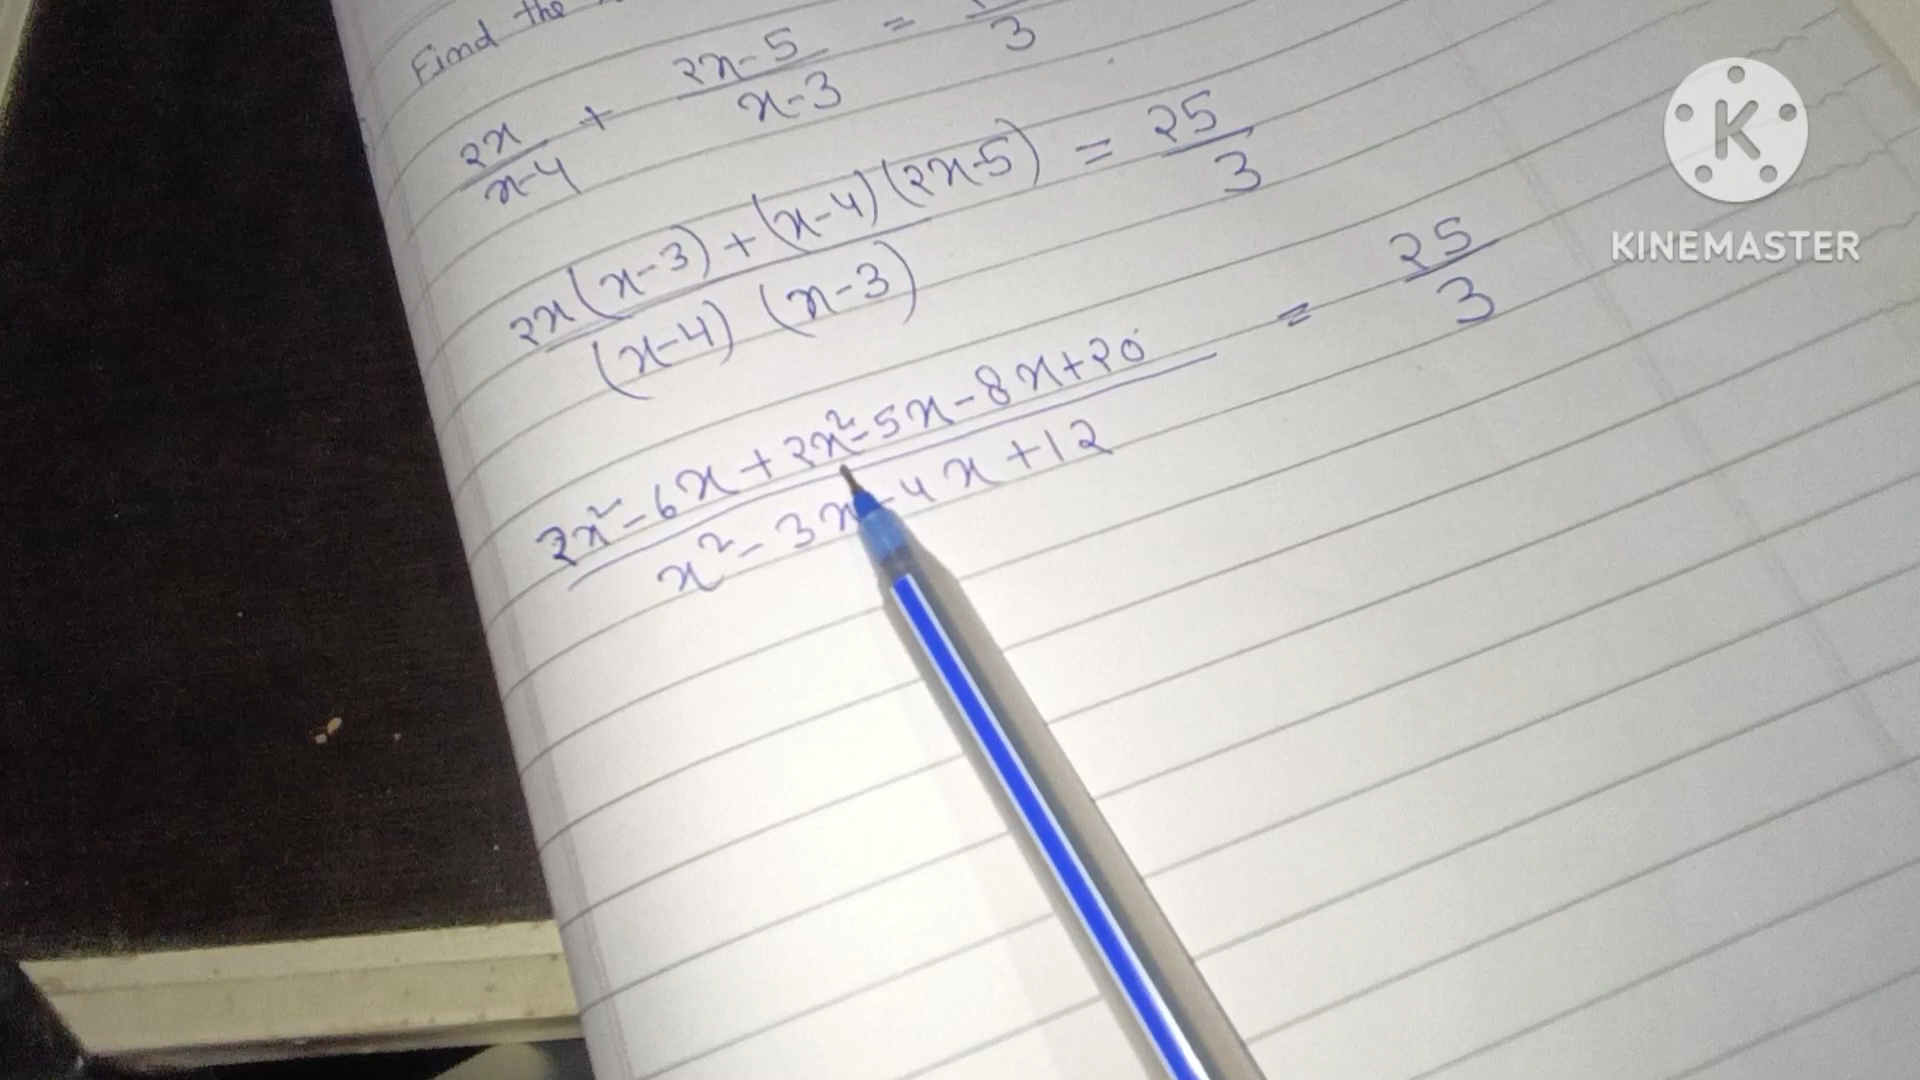 Find the
2x/x-4 + 2x-5/x-3 = /3
2x(x-3)+(x-4)(2x-5)/(x-4)(x-3) = 25/3
2x²-6x+2x²-5x-8x+20/x²-3x-4x+12 = 25/3
K
KINEMASTER